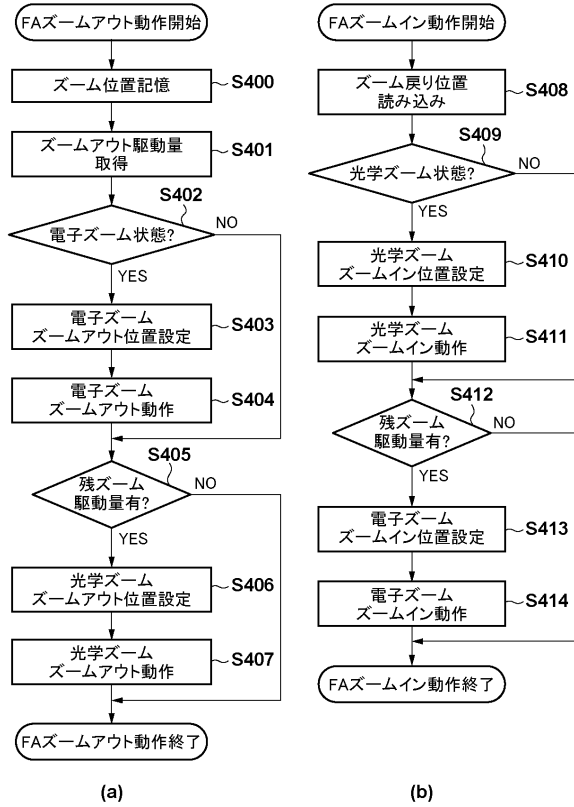 FAズームアウト動作開始
ズーム位置記憶
S400
ズームアウト駆動量
取得
S401
S402
電子ズーム状態?
NO
YES
電子ズーム
ズームアウト位置設定
S403
電子ズーム
ズームアウト動作
S404
S405
残ズーム
駆動量有?
NO
YES
光学ズーム
ズームアウト位置設定
S406
光学ズーム
ズームアウト動作
S407
FAズームアウト動作終了
(a)
FAズームイン動作開始
ズーム戻り位置
読み込み
S408
S409
光学ズーム状態?
NO
YES
光学ズーム
ズームイン位置設定
S410
光学ズーム
ズームイン動作
S411
S412
残ズーム
駆動量有?
NO
YES
電子ズーム
ズームイン位置設定
S413
電子ズーム
ズームイン動作
S414
FAズームイン動作終了
(b)